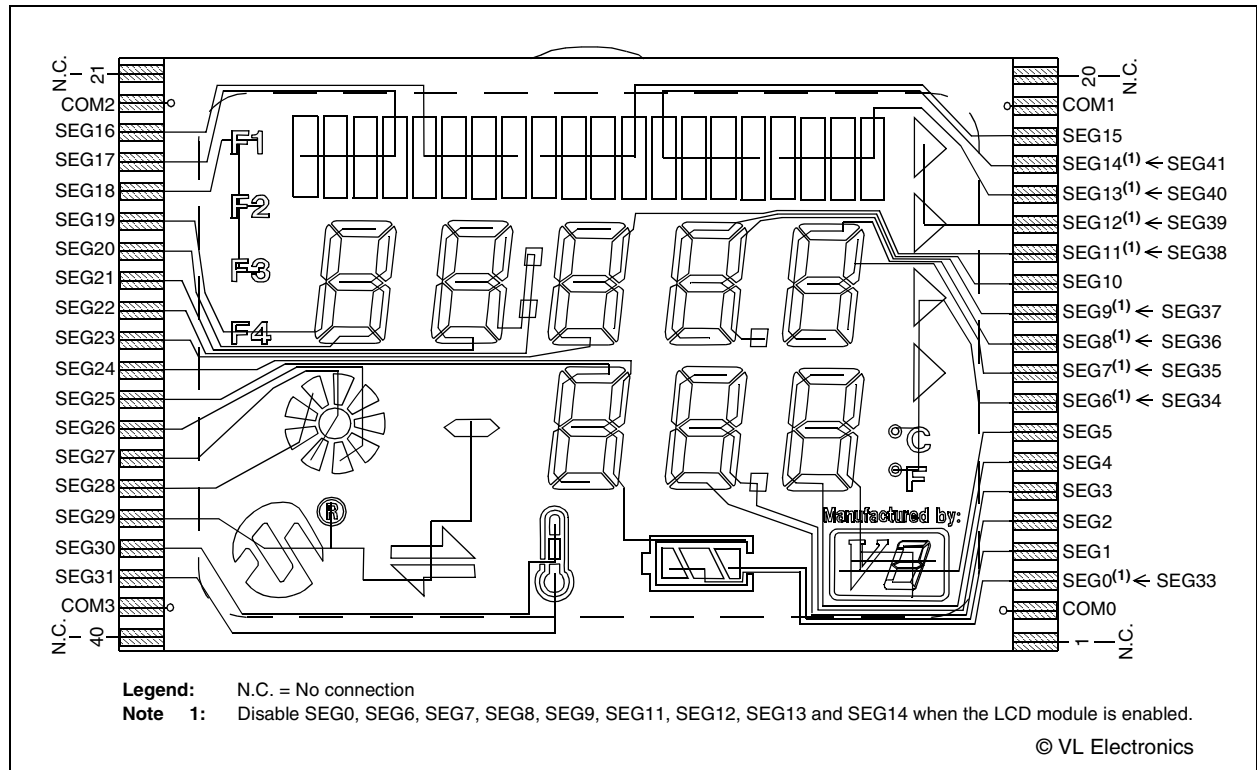 N.C.
21
COM2
SEG16
SEG17
SEG18
SEG19
SEG20
SEG21
SEG22
SEG23
SEG24
SEG25
SEG26
SEG27
SEG28
SEG29
SEG30
SEG31
COM3
N.C.
40
F1
F2
F3
F4
®
°C
°F
Manufactured by:
20
N.C.
COM1
SEG15
SEG14(1) ← SEG41
SEG13(1) ← SEG40
SEG12(1) ← SEG39
SEG11(1) ← SEG38
SEG10
SEG9(1) ← SEG37
SEG8(1) ← SEG36
SEG7(1) ← SEG35
SEG6(1) ← SEG34
SEG5
SEG4
SEG3
SEG2
SEG1
SEG0(1) ← SEG33
COM0
1
N.C.
Legend: N.C. = No connection
Note 1: Disable SEG0, SEG6, SEG7, SEG8, SEG9, SEG11, SEG12, SEG13 and SEG14 when the LCD module is enabled.
© VL Electronics